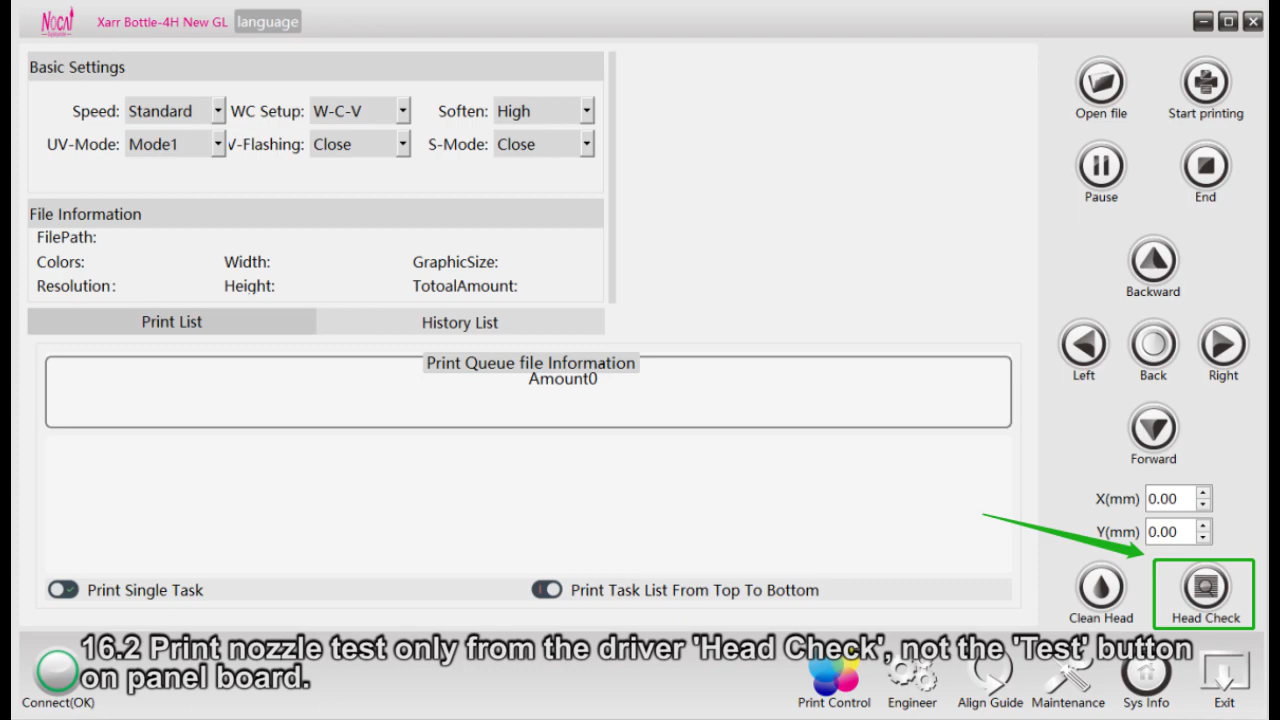 Nocai
Xarr Bottle-4H New GL language
Basic Settings
Speed: Standard WC Setup: W-C-V Soften: High
UV-Mode: Mode1 V-Flashing: Close S-Mode: Close
File Information
FilePath:
Colors: Width: GraphicSize:
Resolution: Height: TotoalAmount:
Print List History List
Print Queue file Information
Amount0
Print Single Task Print Task List From Top To Bottom
Open file Start printing
Pause End
Backward
Left Back Right
Forward
X(mm) 0.00
Y(mm) 0.00
Clean Head Head Check
16.2 Print nozzle test only from the driver 'Head Check', not the 'Test' button
on panel board.
Connect(OK) Print Control Engineer Align Guide Maintenance Sys Info Exit